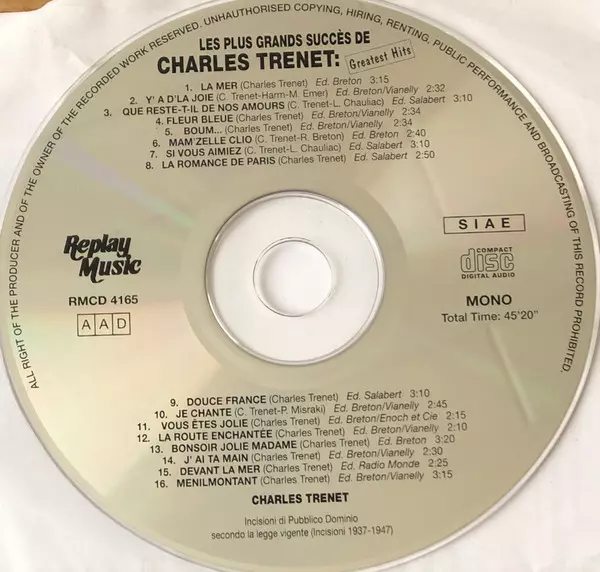 ALL RIGHT OF THE PRODUCER AND OF THE OWNER OF THE RECORDED WORK RESERVED. UNAUTHORISED COPYING, HIRING, RENTING, PUBLIC PERFORMANCE AND BROADCASTING OF THIS RECORD PROHIBITED.
LES PLUS GRANDS SUCCÈS DE
CHARLES TRENET: Greatest Hits
1. LA MER (Charles Trenet) Ed. Breton 3:15
2. Y' A D'LA JOIE (C. Trenet-Harm-M. Emer) Ed. Breton/Vianelly 2:32
3. QUE RESTE-T-IL DE NOS AMOURS (C. Trenet-L. Chauliac) Ed. Salabert 3:10
4. FLEUR BLEUE (Charles Trenet) Ed. Breton/Vianelly 2:34
5. BOUM... (Charles Trenet) Ed. Breton/Vianelly 2:34
6. MAM'ZELLE CLIO (C. Trenet-R. Breton) Ed. Breton 2:40
7. SI VOUS AIMIEZ (C. Trenet-L. Chauliac) Ed. Salabert 3:10
8. LA ROMANCE DE PARIS (Charles Trenet) Ed. Salabert 2:50
Replay
Music
RMCD 4165
AAD
SIAE
COMPACT
disc
DIGITAL AUDIO
MONO
Total Time: 45'20"
9. DOUCE FRANCE (Charles Trenet) Ed. Salabert 3:10
10. JE CHANTE (C. Trenet-P. Misraki) Ed. Breton/Vianelly 2:45
11. VOUS ÊTES JOLIE (Charles Trenet) Ed. Breton/Enoch et Cie 2:15
12. LA ROUTE ENCHANTÉE (Charles Trenet) Ed. Breton/Vianelly 2:10
13. BONSOIR JOLIE MADAME (Charles Trenet) Ed. Breton 3:20
14. J' AI TA MAIN (Charles Trenet) Ed. Breton/Vianelly 2:30
15. DEVANT LA MER (Charles Trenet) Ed. Radio Monde 2:25
16. MENILMONTANT (Charles Trenet) Ed. Breton/Vianelly 3:15
CHARLES TRENET
Incisioni di Pubblico Dominio
secondo la legge vigente (Incisioni 1937-1947)